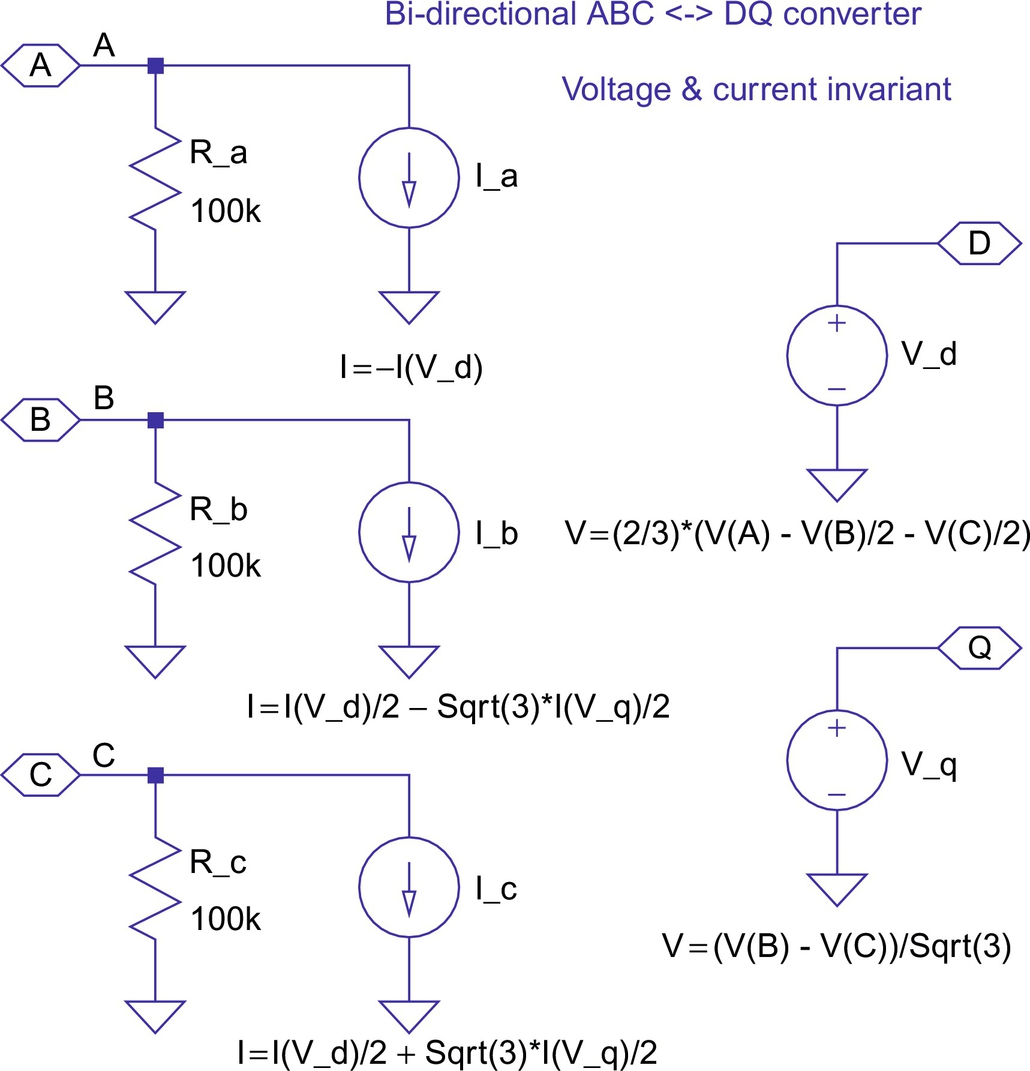 Bi-directional ABC <-> DQ converter
Voltage & current invariant
A
A
R_a
100k
I_a
I=−I(V_d)
D
+
V_d
−
V=(2/3)*(V(A) - V(B)/2 - V(C)/2)
B
B
R_b
100k
I_b
I=I(V_d)/2 − Sqrt(3)*I(V_q)/2
Q
+
V_q
−
V=(V(B) - V(C))/Sqrt(3)
C
C
R_c
100k
I_c
I=I(V_d)/2 + Sqrt(3)*I(V_q)/2